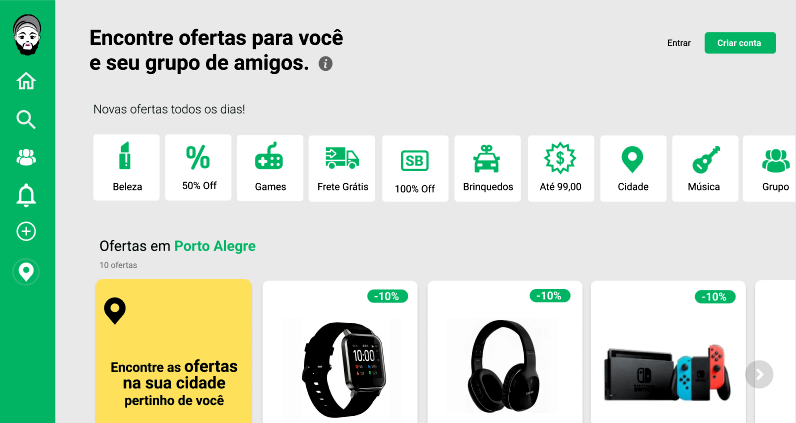 Encontre ofertas para você
e seu grupo de amigos.
i
Entrar
Criar conta
Novas ofertas todos os dias!
Beleza
%
50% Off
Games
Frete Grátis
SB
100% Off
Brinquedos
$
Até 99,00
Cidade
Música
Grupo
Ofertas em Porto Alegre
10 ofertas
Encontre as ofertas
na sua cidade
pertinho de você
-10%
10:00
-10%
-10%